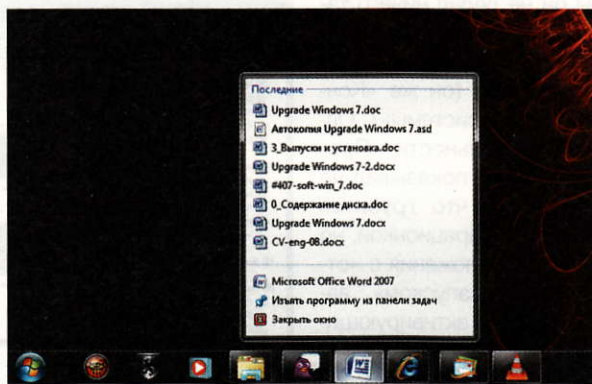 Последние
Upgrade Windows 7.doc
Автокопия Upgrade Windows 7.asd
3_Выпуски и установка.doc
Upgrade Windows 7-2.docx
#407-soft-win_7.doc
0_Содержание диска.doc
Upgrade Windows 7.docx
CV-eng-08.docx
Microsoft Office Word 2007
Изъять программу из панели задач
Закрыть окно